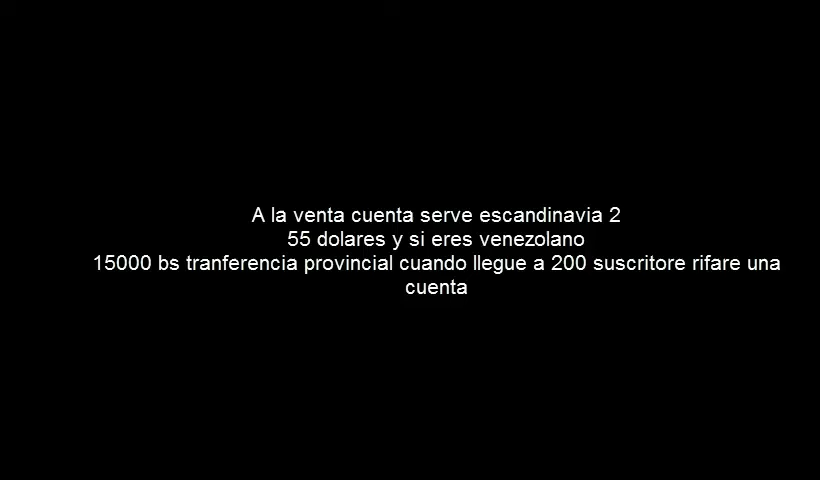 A la venta cuenta serve escandinavia 2
55 dolares y si eres venezolano
15000 bs tranferencia provincial cuando llegue a 200 suscritore rifare una
cuenta